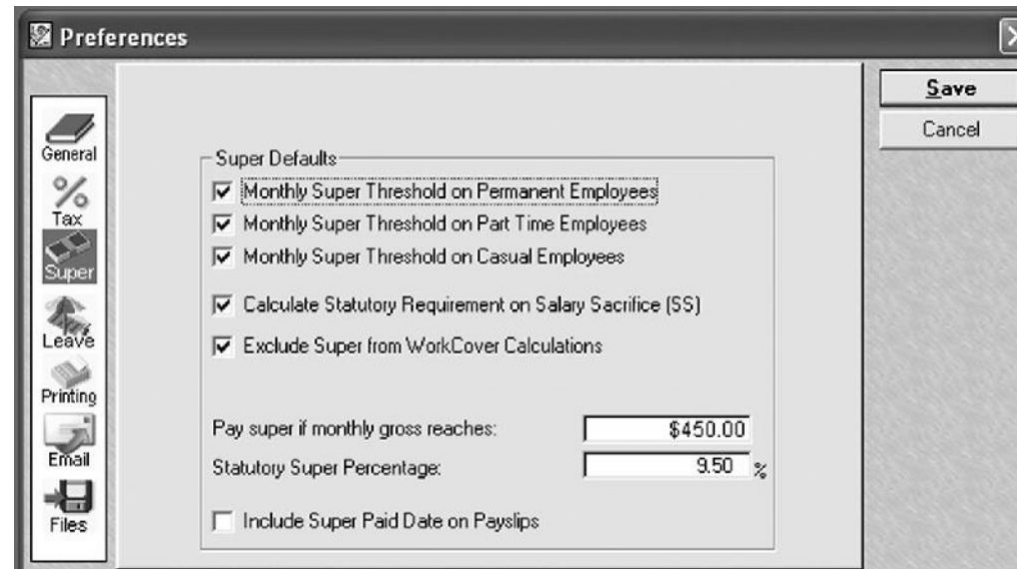 Preferences
Save
Cancel
General
Tax
Super
Leave
Printing
Email
Files
Super Defaults
Monthly Super Threshold on Permanent Employees
Monthly Super Threshold on Part Time Employees
Monthly Super Threshold on Casual Employees
Calculate Statutory Requirement on Salary Sacrifice (SS)
Exclude Super from WorkCover Calculations
Pay super if monthly gross reaches: $450.00
Statutory Super Percentage: 9.50 %
Include Super Paid Date on Payslips